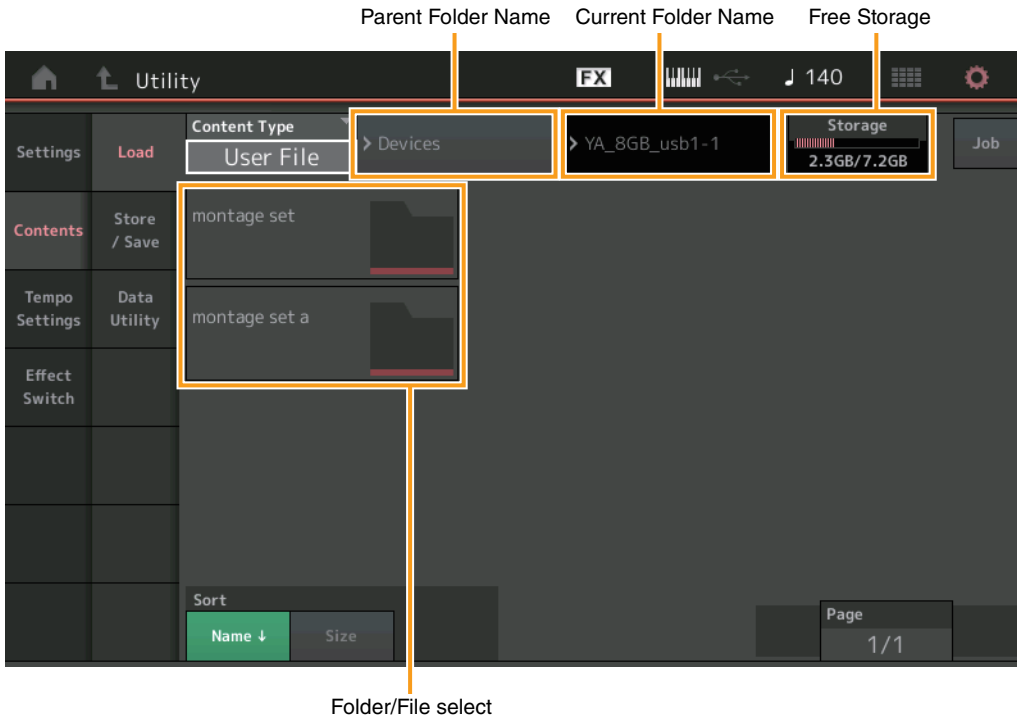 Parent Folder Name Current Folder Name Free Storage
Utility FX 140
Settings
Load
Content Type
User File
Devices
YA_8GB_usb1-1
Storage
2.3GB/7.2GB
Job
Contents
Store
/ Save
montage set
Tempo
Settings
Data
Utility
montage set a
Effect
Switch
Sort
Name ↓
Size
Page
1/1
Folder/File select